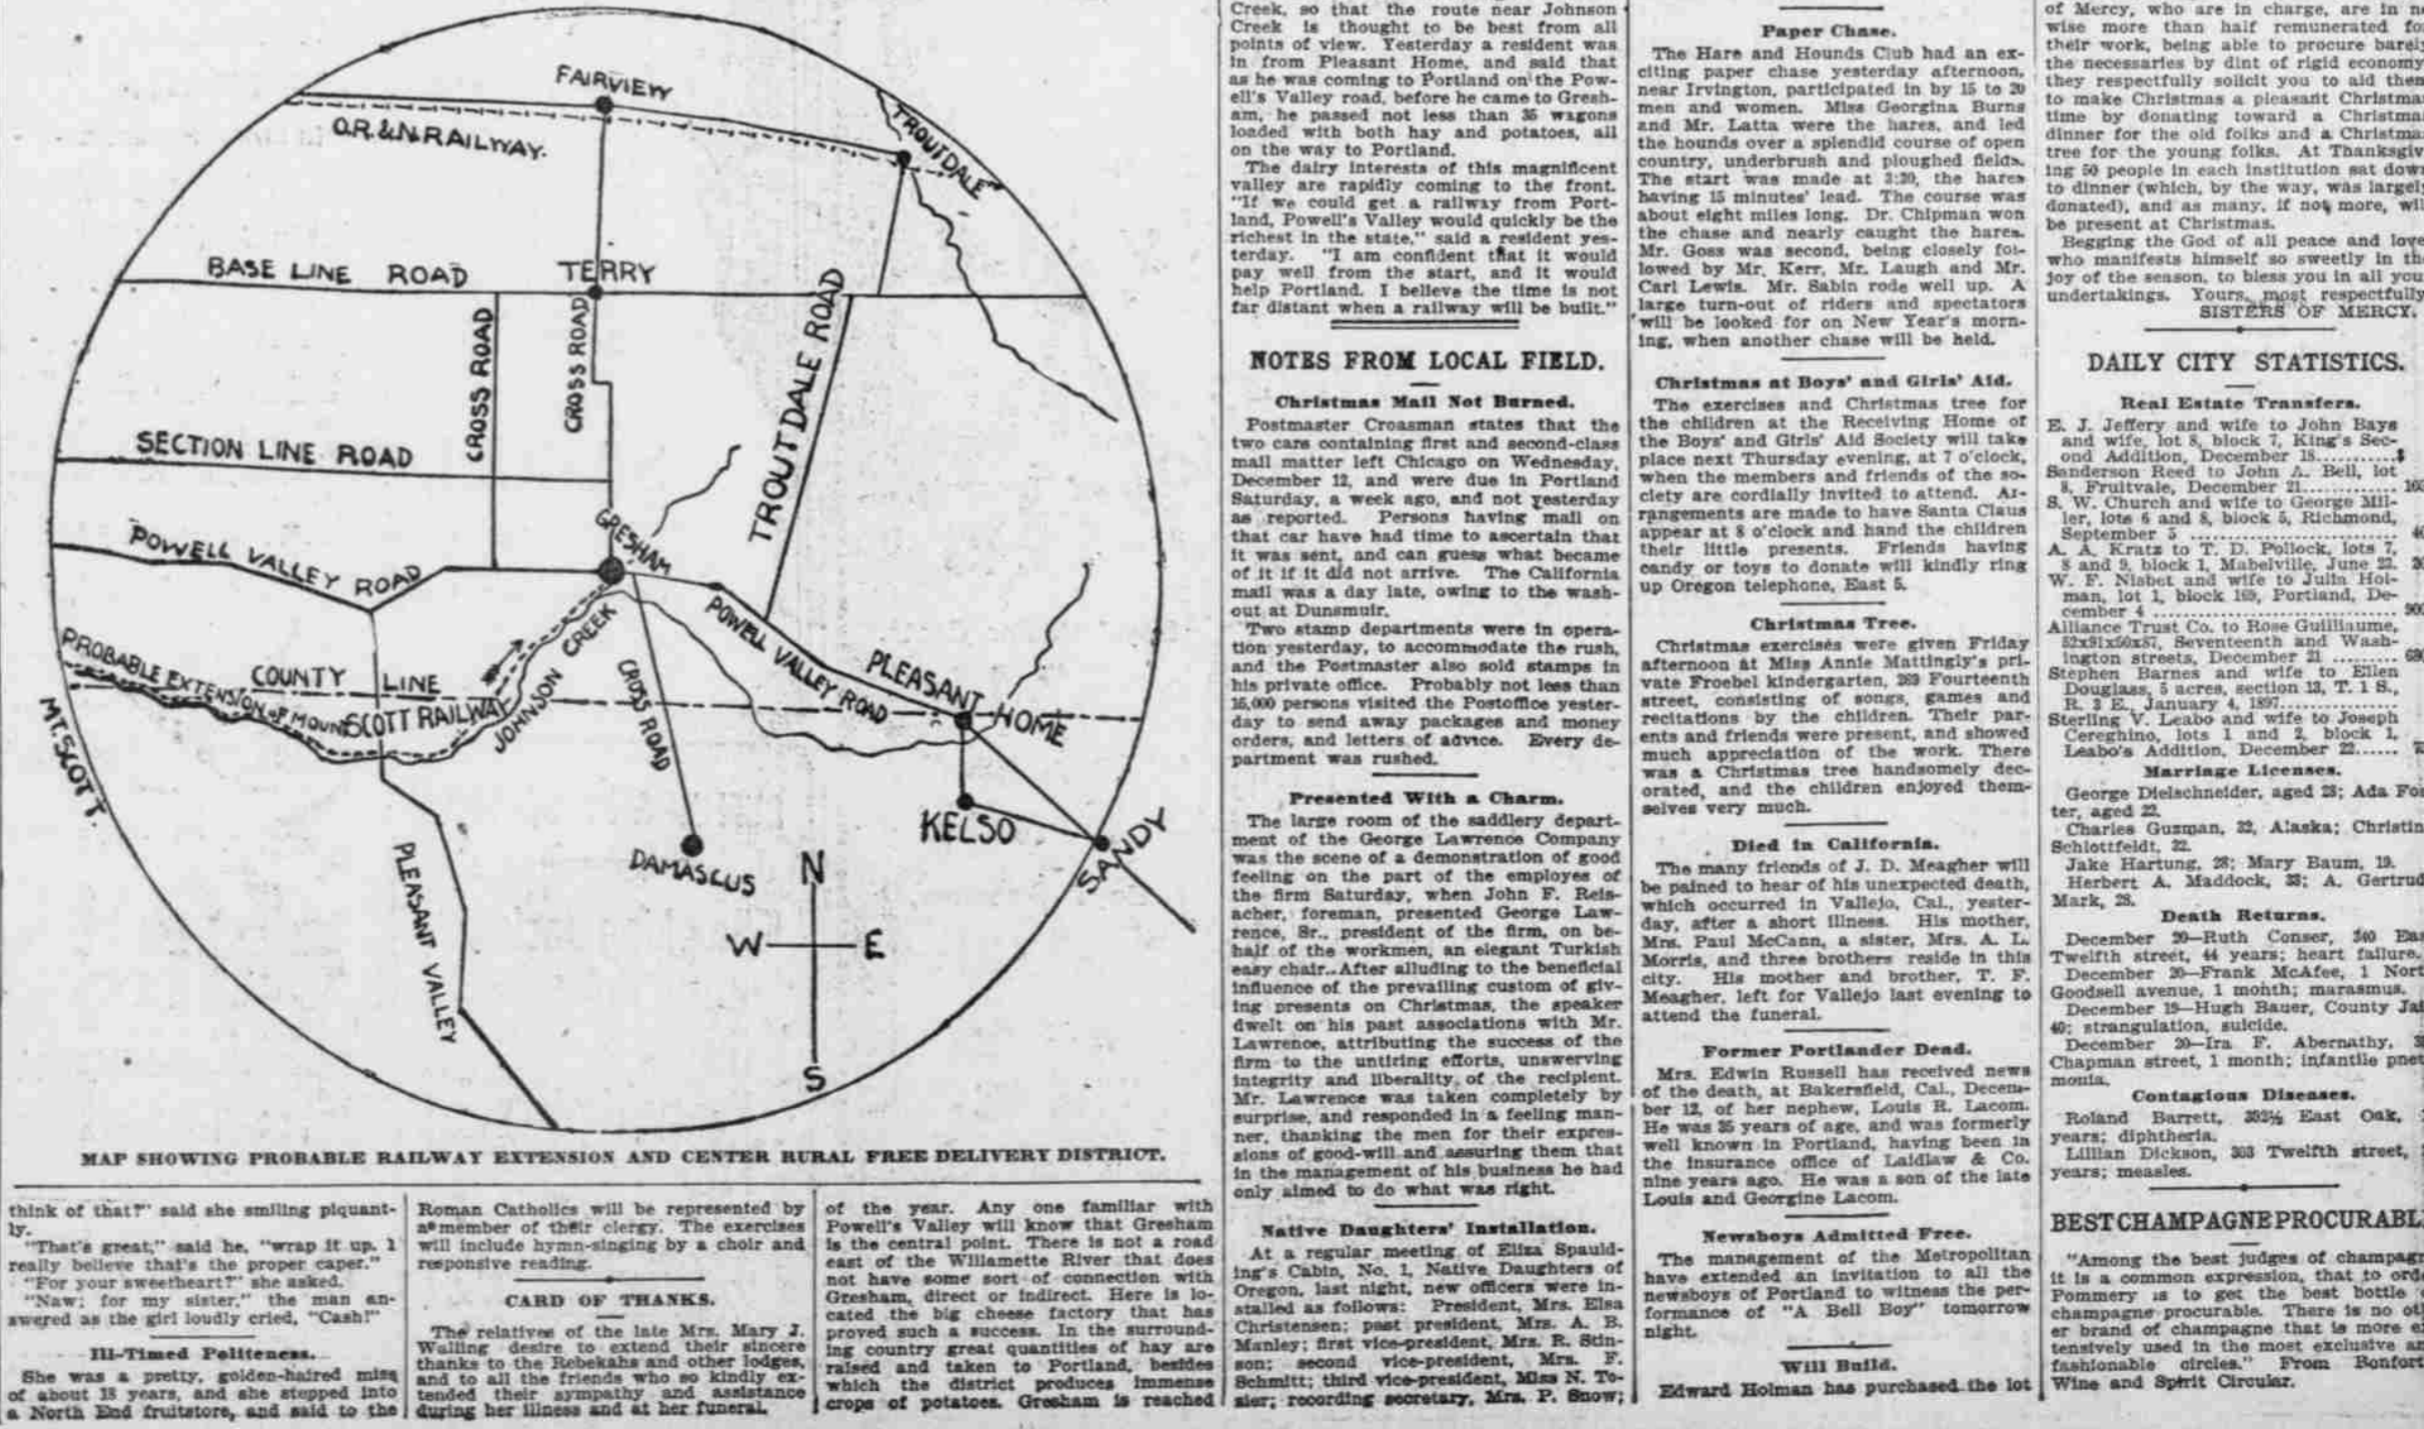 FAIRVIEW
O.R.&N RAILWAY.
TROUTDALE
BASE LINE ROAD
TERRY
CROSS ROAD
CROSS ROAD
TROUTDALE ROAD
SECTION LINE ROAD
GRESHAM
POWELL VALLEY ROAD
POWELL VALLEY ROAD
PROBABLE EXTENSION OF MOUNT SCOTT RAILWAY
COUNTY LINE
JOHNSON CREEK
CROSS ROAD
PLEASANT HOME
MT. SCOTT.
KELSO
SANDY
DAMASCUS
PLEASANT VALLEY
N
W E
S
MAP SHOWING PROBABLE RAILWAY EXTENSION AND CENTER RURAL FREE DELIVERY DISTRICT.
think of that?" said she smiling piquant-
ly.
"That's great," said he, "wrap it up. I
really believe that's the proper caper."
"For your sweetheart?" she asked.
"Naw; for my sister," the man an-
swered as the girl loudly cried, "Cash!"
Ill-Timed Politeness.
She was a pretty, golden-haired miss
of about 18 years, and she stepped into
a North End fruitstore, and said to the
Roman Catholics will be represented by
a member of their clergy. The exercises
will include hymn-singing by a choir and
responsive reading.
CARD OF THANKS.
The relatives of the late Mrs. Mary J.
Walling desire to extend their sincere
thanks to the Rebekahs and other lodges,
and to all the friends who so kindly ex-
tended their sympathy and assistance
during her illness and at her funeral.
of the year. Any one familiar with
Powell's Valley will know that Gresham
is the central point. There is not a road
east of the Willamette River that does
not have some sort of connection with
Gresham, direct or indirect. Here is lo-
cated the big cheese factory that has
proved such a success. In the surround-
ing country great quantities of hay are
raised and taken to Portland, besides
which the district produces immense
crops of potatoes. Gresham is reached
Creek, so that the route near Johnson
Creek is thought to be best from all
points of view. Yesterday a resident was
in from Pleasant Home, and said that
as he was coming to Portland on the Pow-
ell's Valley road, before he came to Gresh-
am, he passed not less than 35 wagons
loaded with both hay and potatoes, all
on the way to Portland.
The dairy interests of this magnificent
valley are rapidly coming to the front.
"If we could get a railway from Port-
land, Powell's Valley would quickly be the
richest in the state," said a resident yes-
terday. "I am confident that it would
pay well from the start, and it would
help Portland. I believe the time is not
far distant when a railway will be built."
NOTES FROM LOCAL FIELD.
Christmas Mail Not Burned.
Postmaster Croasman states that the
two cars containing first and second-class
mail matter left Chicago on Wednesday,
December 12, and were due in Portland
Saturday, a week ago, and not yesterday
as reported. Persons having mail on
that car have had time to ascertain that
it was sent, and can guess what became
of it if it did not arrive. The California
mail was a day late, owing to the wash-
out at Dunsmuir.
Two stamp departments were in opera-
tion yesterday, to accommodate the rush,
and the Postmaster also sold stamps in
his private office. Probably not less than
16,000 persons visited the Postoffice yester-
day to send away packages and money
orders, and letters of advice. Every de-
partment was rushed.
Presented With a Charm.
The large room of the saddlery depart-
ment of the George Lawrence Company
was the scene of a demonstration of good
feeling on the part of the employes of
the firm Saturday, when John F. Reis-
acher, foreman, presented George Law-
rence, Sr., president of the firm, on be-
half of the workmen, an elegant Turkish
easy chair. After alluding to the beneficial
influence of the prevailing custom of giv-
ing presents on Christmas, the speaker
dwelt on his past associations with Mr.
Lawrence, attributing the success of the
firm to the untiring efforts, unswerving
integrity and liberality of the recipient.
Mr. Lawrence was taken completely by
surprise, and responded in a feeling man-
ner, thanking the men for their expres-
sions of good-will and assuring them that
in the management of his business he had
only aimed to do what was right.
Native Daughters' Installation.
At a regular meeting of Eliza Spauld-
ing's Cabin, No. 1, Native Daughters of
Oregon, last night, new officers were in-
stalled as follows: President, Mrs. Elsa
Christensen; past president, Mrs. A. B.
Manley; first vice-president, Mrs. R. Stin-
son; second vice-president, Mrs. F.
Schmitt; third vice-president, Miss N. To-
sier; recording secretary, Mrs. P. Snow;
Paper Chase.
The Hare and Hounds Club had an ex-
citing paper chase yesterday afternoon,
near Irvington, participated in by 15 to 20
men and women. Miss Georgina Burns
and Mr. Latta were the hares, and led
the hounds over a splendid course of open
country, underbrush and ploughed fields.
The start was made at 2:20, the hares
having 15 minutes' lead. The course was
about eight miles long. Dr. Chipman won
the chase and nearly caught the hares.
Mr. Goss was second, being closely fol-
lowed by Mr. Kerr, Mr. Laugh and Mr.
Carl Lewis. Mr. Sabin rode well up. A
large turn-out of riders and spectators
will be looked for on New Year's morn-
ing, when another chase will be held.
Christmas at Boys' and Girls' Aid.
The exercises and Christmas tree for
the children at the Receiving Home of
the Boys' and Girls' Aid Society will take
place next Thursday evening, at 7 o'clock,
when the members and friends of the so-
ciety are cordially invited to attend. Ar-
rangements are made to have Santa Claus
appear at 8 o'clock and hand the children
their little presents. Friends having
candy or toys to donate will kindly ring
up Oregon telephone, East 5.
Christmas Tree.
Christmas exercises were given Friday
afternoon at Miss Annie Mattingly's pri-
vate Froebel kindergarten, 269 Fourteenth
street, consisting of songs, games and
recitations by the children. Their par-
ents and friends were present, and showed
much appreciation of the work. There
was a Christmas tree handsomely dec-
orated, and the children enjoyed them-
selves very much.
Died in California.
The many friends of J. D. Meagher will
be pained to hear of his unexpected death,
which occurred in Vallejo, Cal., yester-
day, after a short illness. His mother,
Mrs. Paul McCann, a sister, Mrs. A. L.
Morris, and three brothers reside in this
city. His mother and brother, T. F.
Meagher, left for Vallejo last evening to
attend the funeral.
Former Portlander Dead.
Mrs. Edwin Russell has received news
of the death, at Bakersfield, Cal., Decem-
ber 12, of her nephew, Louis R. Lacom.
He was 35 years of age, and was formerly
well known in Portland, having been in
the insurance office of Laidlaw & Co.
nine years ago. He was a son of the late
Louis and Georgine Lacom.
Newsboys Admitted Free.
The management of the Metropolitan
have extended an invitation to all the
newsboys of Portland to witness the per-
formance of "A Bell Boy" tomorrow
night.
Will Build.
Edward Holman has purchased the lot
of Mercy, who are in charge, are in no
wise more than half remunerated for
their work, being able to procure barely
the necessaries by dint of rigid economy
they respectfully solicit you to aid them
to make Christmas a pleasant Christmas
time by donating toward a Christmas
dinner for the old folks and a Christmas
tree for the young folks. At Thanksgiv
ing 50 people in each institution sat down
to dinner (which, by the way, was largely
donated), and as many, if not more, will
be present at Christmas.
Begging the God of all peace and love
who manifests himself so sweetly in the
joy of the season, to bless you in all your
undertakings. Yours, most respectfully
SISTERS OF MERCY.
DAILY CITY STATISTICS.
Real Estate Transfers.
E. J. Jeffery and wife to John Bays
and wife, lot 8, block 7, King's Sec-
ond Addition, December 18..........$
Sanderson Reed to John A. Bell, lot
8, Fruitvale, December 21............
S. W. Church and wife to George Mil-
ler, lots 6 and 8, block 5, Richmond,
September 5 ..........................
A. A. Kratz to T. D. Pollock, lots 7,
8 and 9, block 1, Mabelville, June 22.
W. F. Nisbet and wife to Julia Hol-
man, lot 1, block 169, Portland, De-
cember 4 ..............................
Alliance Trust Co. to Rose Guilliaume,
52x91x50x87, Seventeenth and Wash-
ington streets, December 21 .........
Stephen Barnes and wife to Ellen
Douglass, 5 acres, section 13, T. 1 S.,
R. 2 E., January 4, 1897...............
Sterling V. Leabo and wife to Joseph
Cereghino, lots 1 and 2, block 1,
Leabo's Addition, December 22......
Marriage Licenses.
George Dielschneider, aged 28; Ada Fos
ter, aged 22.
Charles Guzman, 32, Alaska; Christin
Schlottfeldt, 22.
Jake Hartung, 28; Mary Baum, 19.
Herbert A. Maddock, 33; A. Gertrud
Mark, 28.
Death Returns.
December 20—Ruth Conser, 340 Eas
Twelfth street, 44 years; heart failure.
December 20—Frank McAfee, 1 Nort
Goodsell avenue, 1 month; marasmus.
December 19—Hugh Bauer, County Jail
40; strangulation, suicide.
December 20—Ira F. Abernathy,
Chapman street, 1 month; infantile pneu
monia.
Contagious Diseases.
Roland Barrett, 392½ East Oak,
years; diphtheria.
Lillian Dickson, 303 Twelfth street,
years; measles.
BEST CHAMPAGNE PROCURABL
"Among the best judges of champagn
it is a common expression, that to orde
Pommery is to get the best bottle
champagne procurable. There is no oth
er brand of champagne that is more ex
tensively used in the most exclusive an
fashionable circles." From Bonfort
Wine and Spirit Circular.